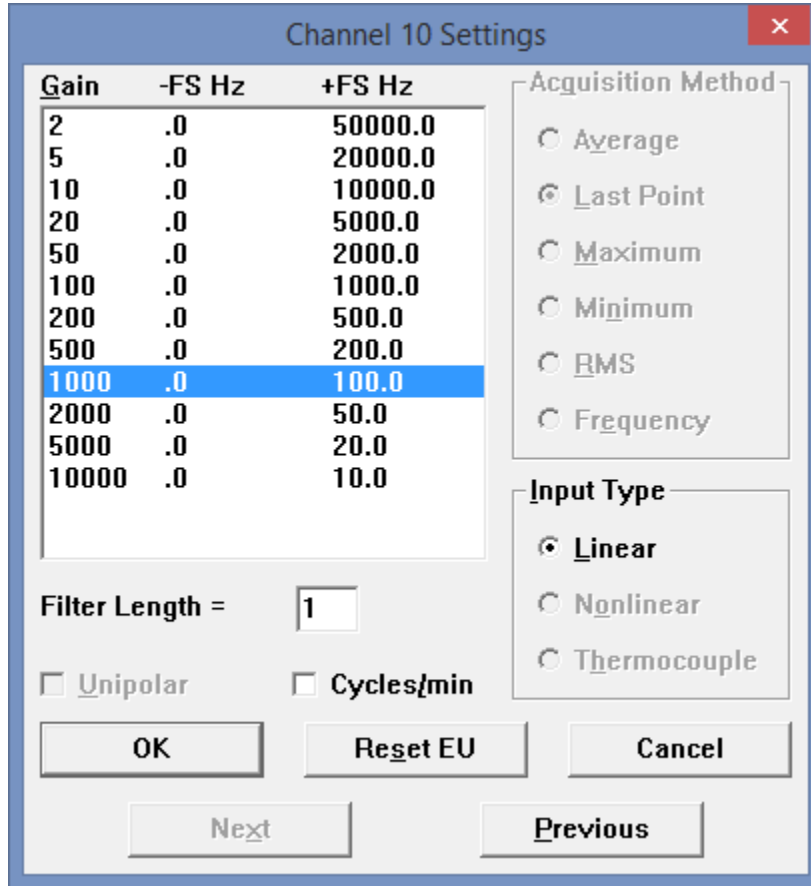 Channel 10 Settings
x
Gain -FS Hz +FS Hz
2 .0 50000.0
5 .0 20000.0
10 .0 10000.0
20 .0 5000.0
50 .0 2000.0
100 .0 1000.0
200 .0 500.0
500 .0 200.0
1000 .0 100.0
2000 .0 50.0
5000 .0 20.0
10000 .0 10.0
Filter Length = 1
Unipolar Cycles/min
Acquisition Method
Average
Last Point
Maximum
Minimum
RMS
Frequency
Input Type
Linear
Nonlinear
Thermocouple
OK Reset EU Cancel
Next Previous